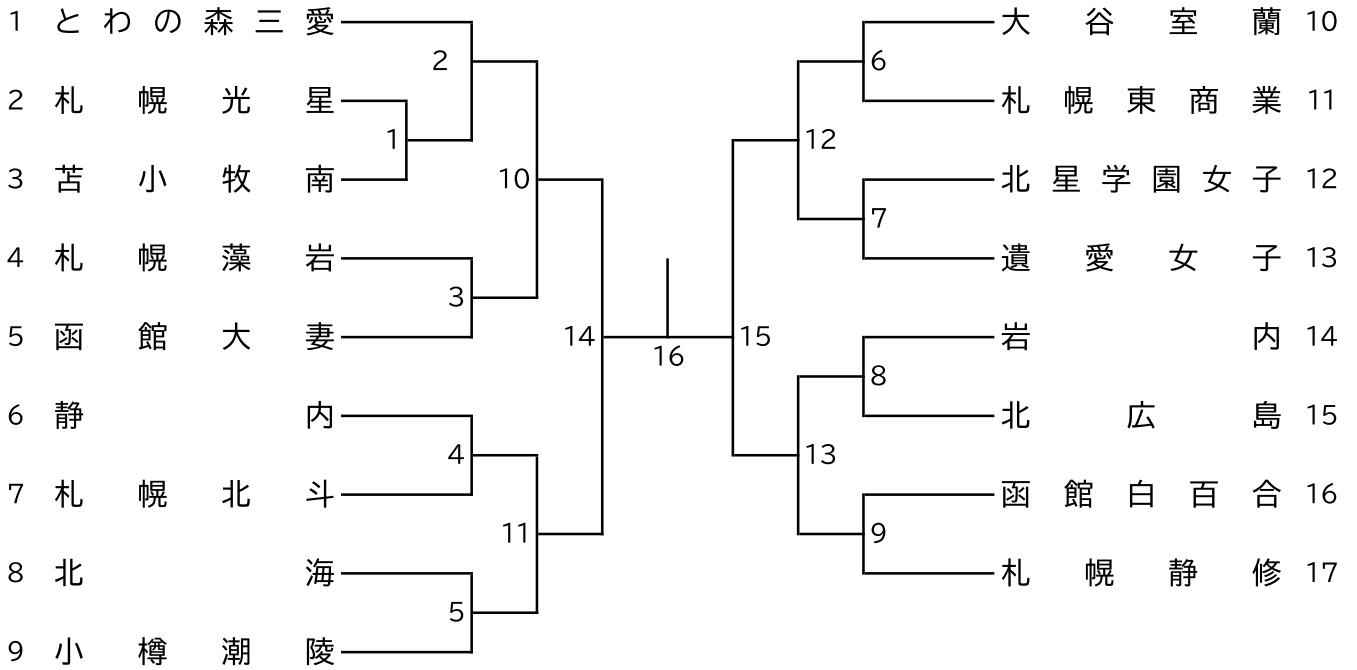 1 とわの森三愛
2 札幌光星
3 苫小牧南
4 札幌藻岩
5 函館大妻
6 静内
7 札幌北斗
8 北海
9 小樽潮陵
2
1
10
3
14
4
11
5
16
6
12
7
15
8
13
9
大谷室蘭 10
札幌東商業 11
北星学園女子 12
遺愛女子 13
岩内 14
北広島 15
函館白百合 16
札幌静修 17